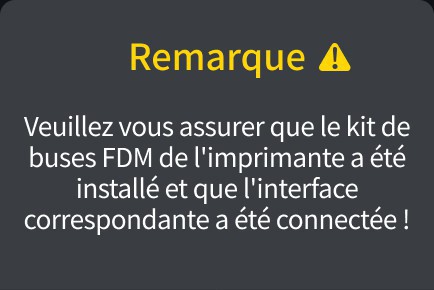 Remarque ⚠
Veuillez vous assurer que le kit de
buses FDM de l'imprimante a été
installé et que l'interface
correspondante a été connectée !